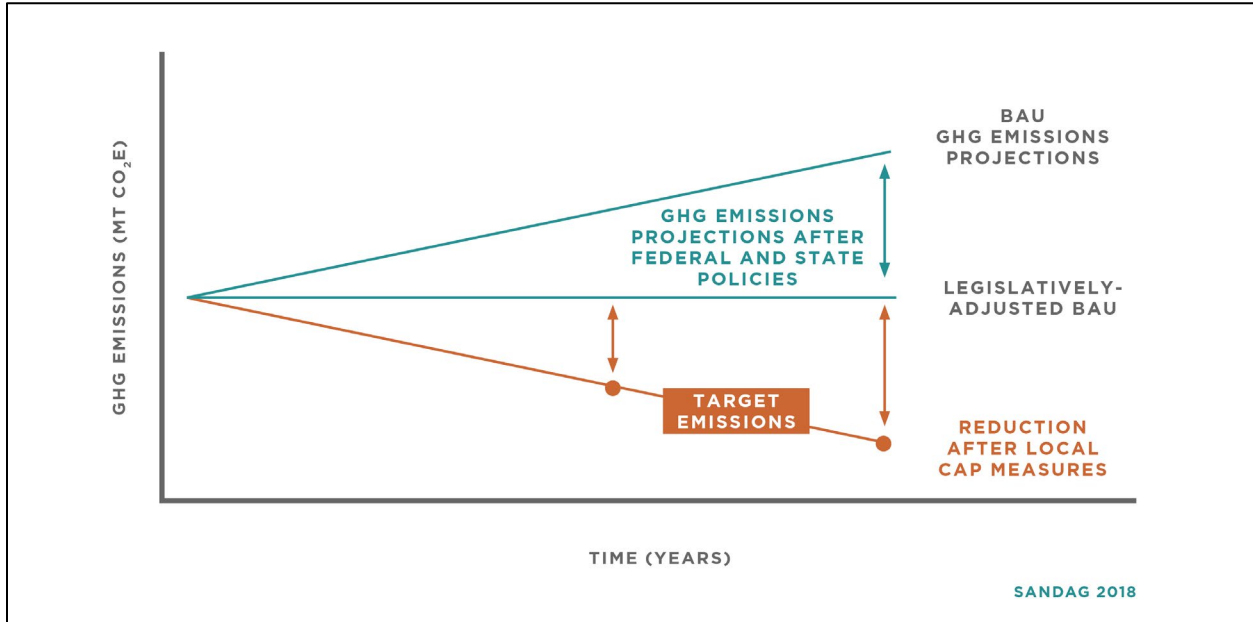 GHG EMISSIONS (MT CO₂E)
BAU
GHG EMISSIONS
PROJECTIONS
GHG EMISSIONS
PROJECTIONS AFTER
FEDERAL AND STATE
POLICIES
LEGISLATIVELY-
ADJUSTED BAU
TARGET
EMISSIONS
REDUCTION
AFTER LOCAL
CAP MEASURES
TIME (YEARS)
SANDAG 2018